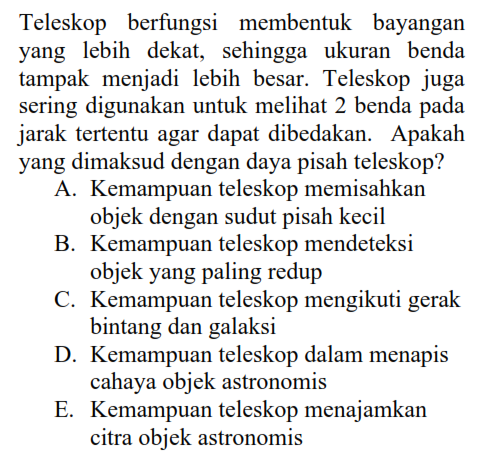 Teleskop berfungsi membentuk bayangan
yang lebih dekat, sehingga ukuran benda
tampak menjadi lebih besar. Teleskop juga
sering digunakan untuk melihat 2 benda pada
jarak tertentu agar dapat dibedakan. Apakah
yang dimaksud dengan daya pisah teleskop?
A. Kemampuan teleskop memisahkan
objek dengan sudut pisah kecil
B. Kemampuan teleskop mendeteksi
objek yang paling redup
C. Kemampuan teleskop mengikuti gerak
bintang dan galaksi
D. Kemampuan teleskop dalam menapis
cahaya objek astronomis
E. Kemampuan teleskop menajamkan
citra objek astronomis